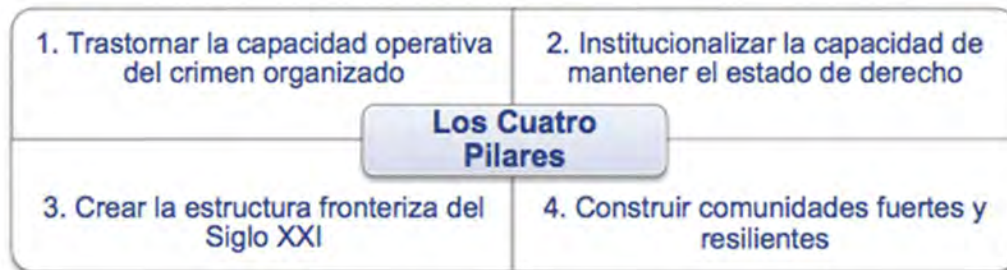 1. Trastornar la capacidad operativa
del crimen organizado
2. Institucionalizar la capacidad de
mantener el estado de derecho
Los Cuatro
Pilares
3. Crear la estructura fronteriza del
Siglo XXI
4. Construir comunidades fuertes y
resilientes